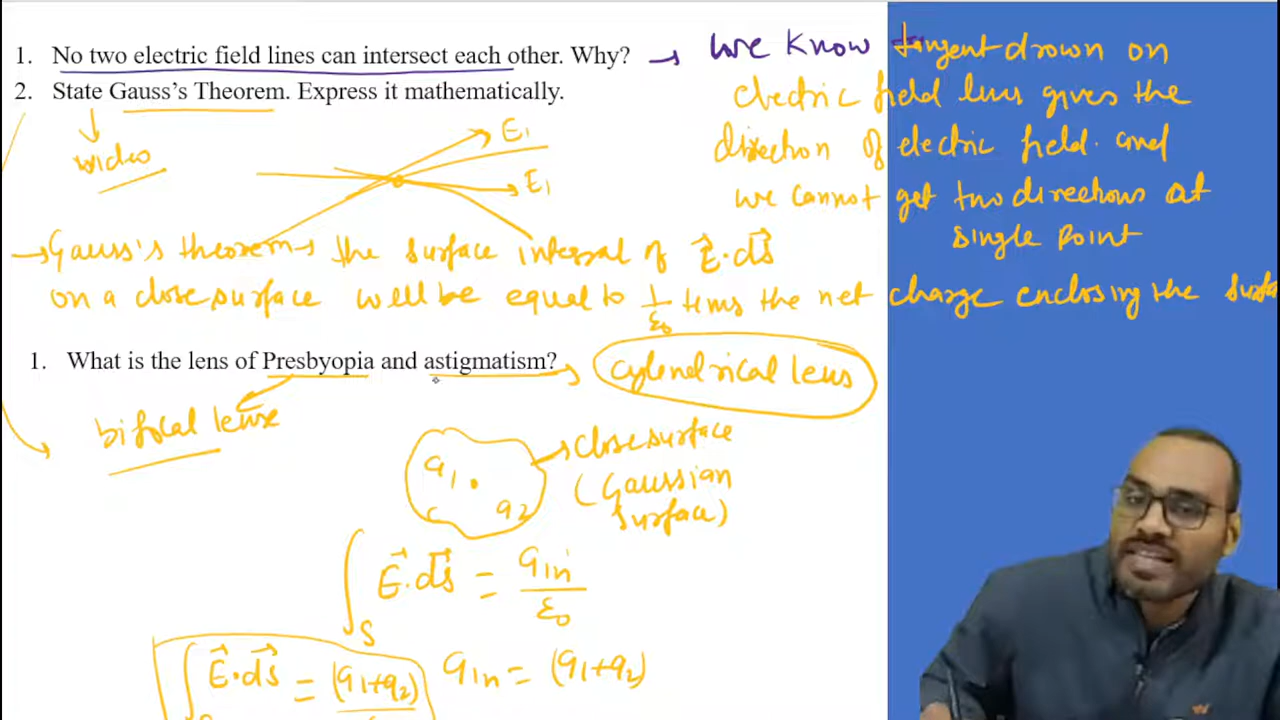 1. No two electric field lines can intersect each other. Why? → We know tangent drown on
electric field lines gives the
direction of electric field. and
we cannot get two directions at
single point
2. State Gauss's Theorem. Express it mathematically.
video
E1
E1
→ Gauss's theorem → the surface integral of E⃗.ds⃗
on a close surface will be equal to 1/ε0 tems the net charge enclosing the
1. What is the lens of Presbyopia and astigmatism? → cylendrical lens
bifocal lense
q1
q2
close surface
(Gaussian
surface)
∫S E⃗.ds⃗ = qin/ε0
∫ E⃗.ds⃗ = (q1+q2) qin = (q1+q2)